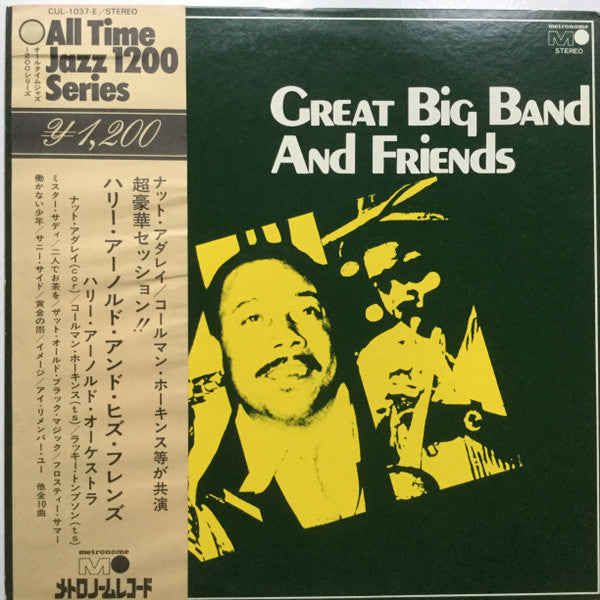 CUL-1037-E/STEREO
All Time
Jazz 1200
Series
オールタイムジャズ
1200シリーズ
¥1,200
ナット・アダレイ/コールマン・ホーキンス等が共演
超豪華セッション!!
ハリー・アーノルド・アンド・ヒズ・フレンズ
ハリー・アーノルド・オーケストラ
ナット・アダレイ(cor)/コールマン・ホーキンス(ts)/ラッキー・トンプソン(ts)
ミスター・サディ/二人でお茶を/ザット・オールド・ブラック・マジック/フロスティー・サマー
働かない少年/サニー・サイド/黄金の雨/イメージ/アイ・リメンバー・ユー 他全10曲
metronome
メトロノームレコード
metronome
STEREO
GREAT BIG BAND
AND FRIENDS